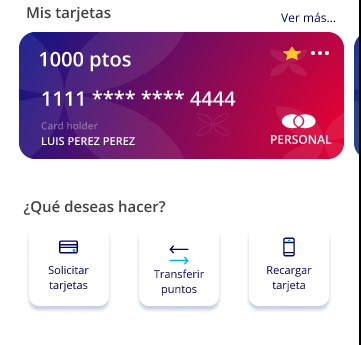 Mis tarjetas
Ver más...
1000 ptos
1111 **** **** 4444
Card holder
LUIS PEREZ PEREZ
PERSONAL
¿Qué deseas hacer?
Solicitar
tarjetas
Transferir
puntos
Recargar
tarjeta